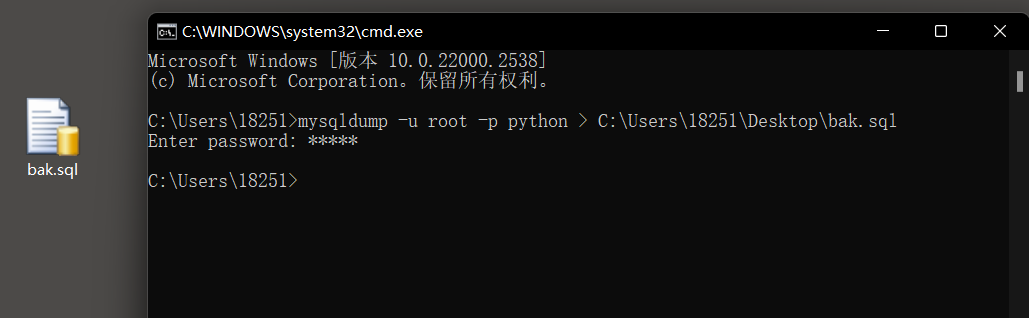 C:\WINDOWS\system32\cmd.exe
Microsoft Windows [版本 10.0.22000.2538]
(c) Microsoft Corporation。保留所有权利。
C:\Users\18251>mysqldump -u root -p python > C:\Users\18251\Desktop\bak.sql
Enter password: *****
C:\Users\18251>
bak.sql